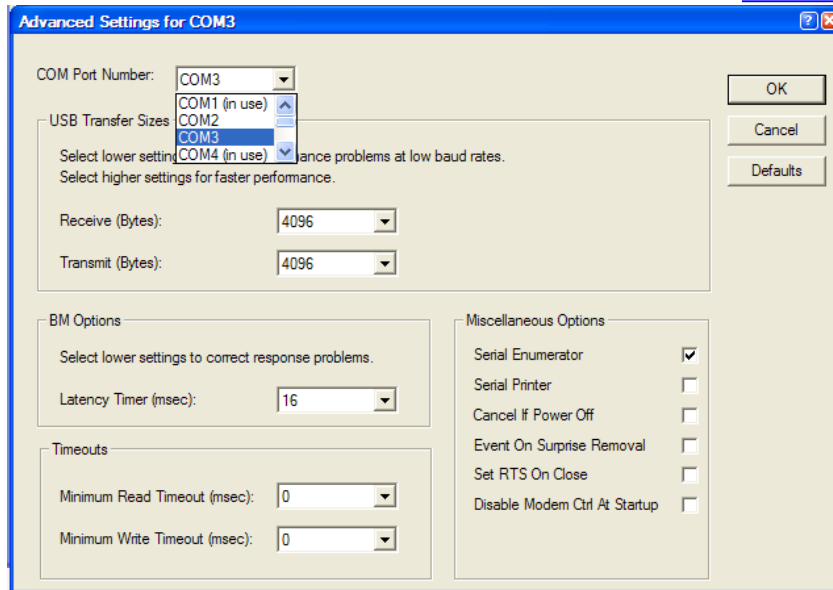 Advanced Settings for COM3
COM Port Number: COM3
COM1 (in use)
COM2
COM3
COM4 (in use)
OK
Cancel
Defaults
USB Transfer Sizes
Select lower setting ance problems at low baud rates.
Select higher settings for faster performance.
Receive (Bytes): 4096
Transmit (Bytes): 4096
BM Options
Select lower settings to correct response problems.
Latency Timer (msec): 16
Timeouts
Minimum Read Timeout (msec): 0
Minimum Write Timeout (msec): 0
Miscellaneous Options
Serial Enumerator
Serial Printer
Cancel If Power Off
Event On Surprise Removal
Set RTS On Close
Disable Modem Ctrl At Startup